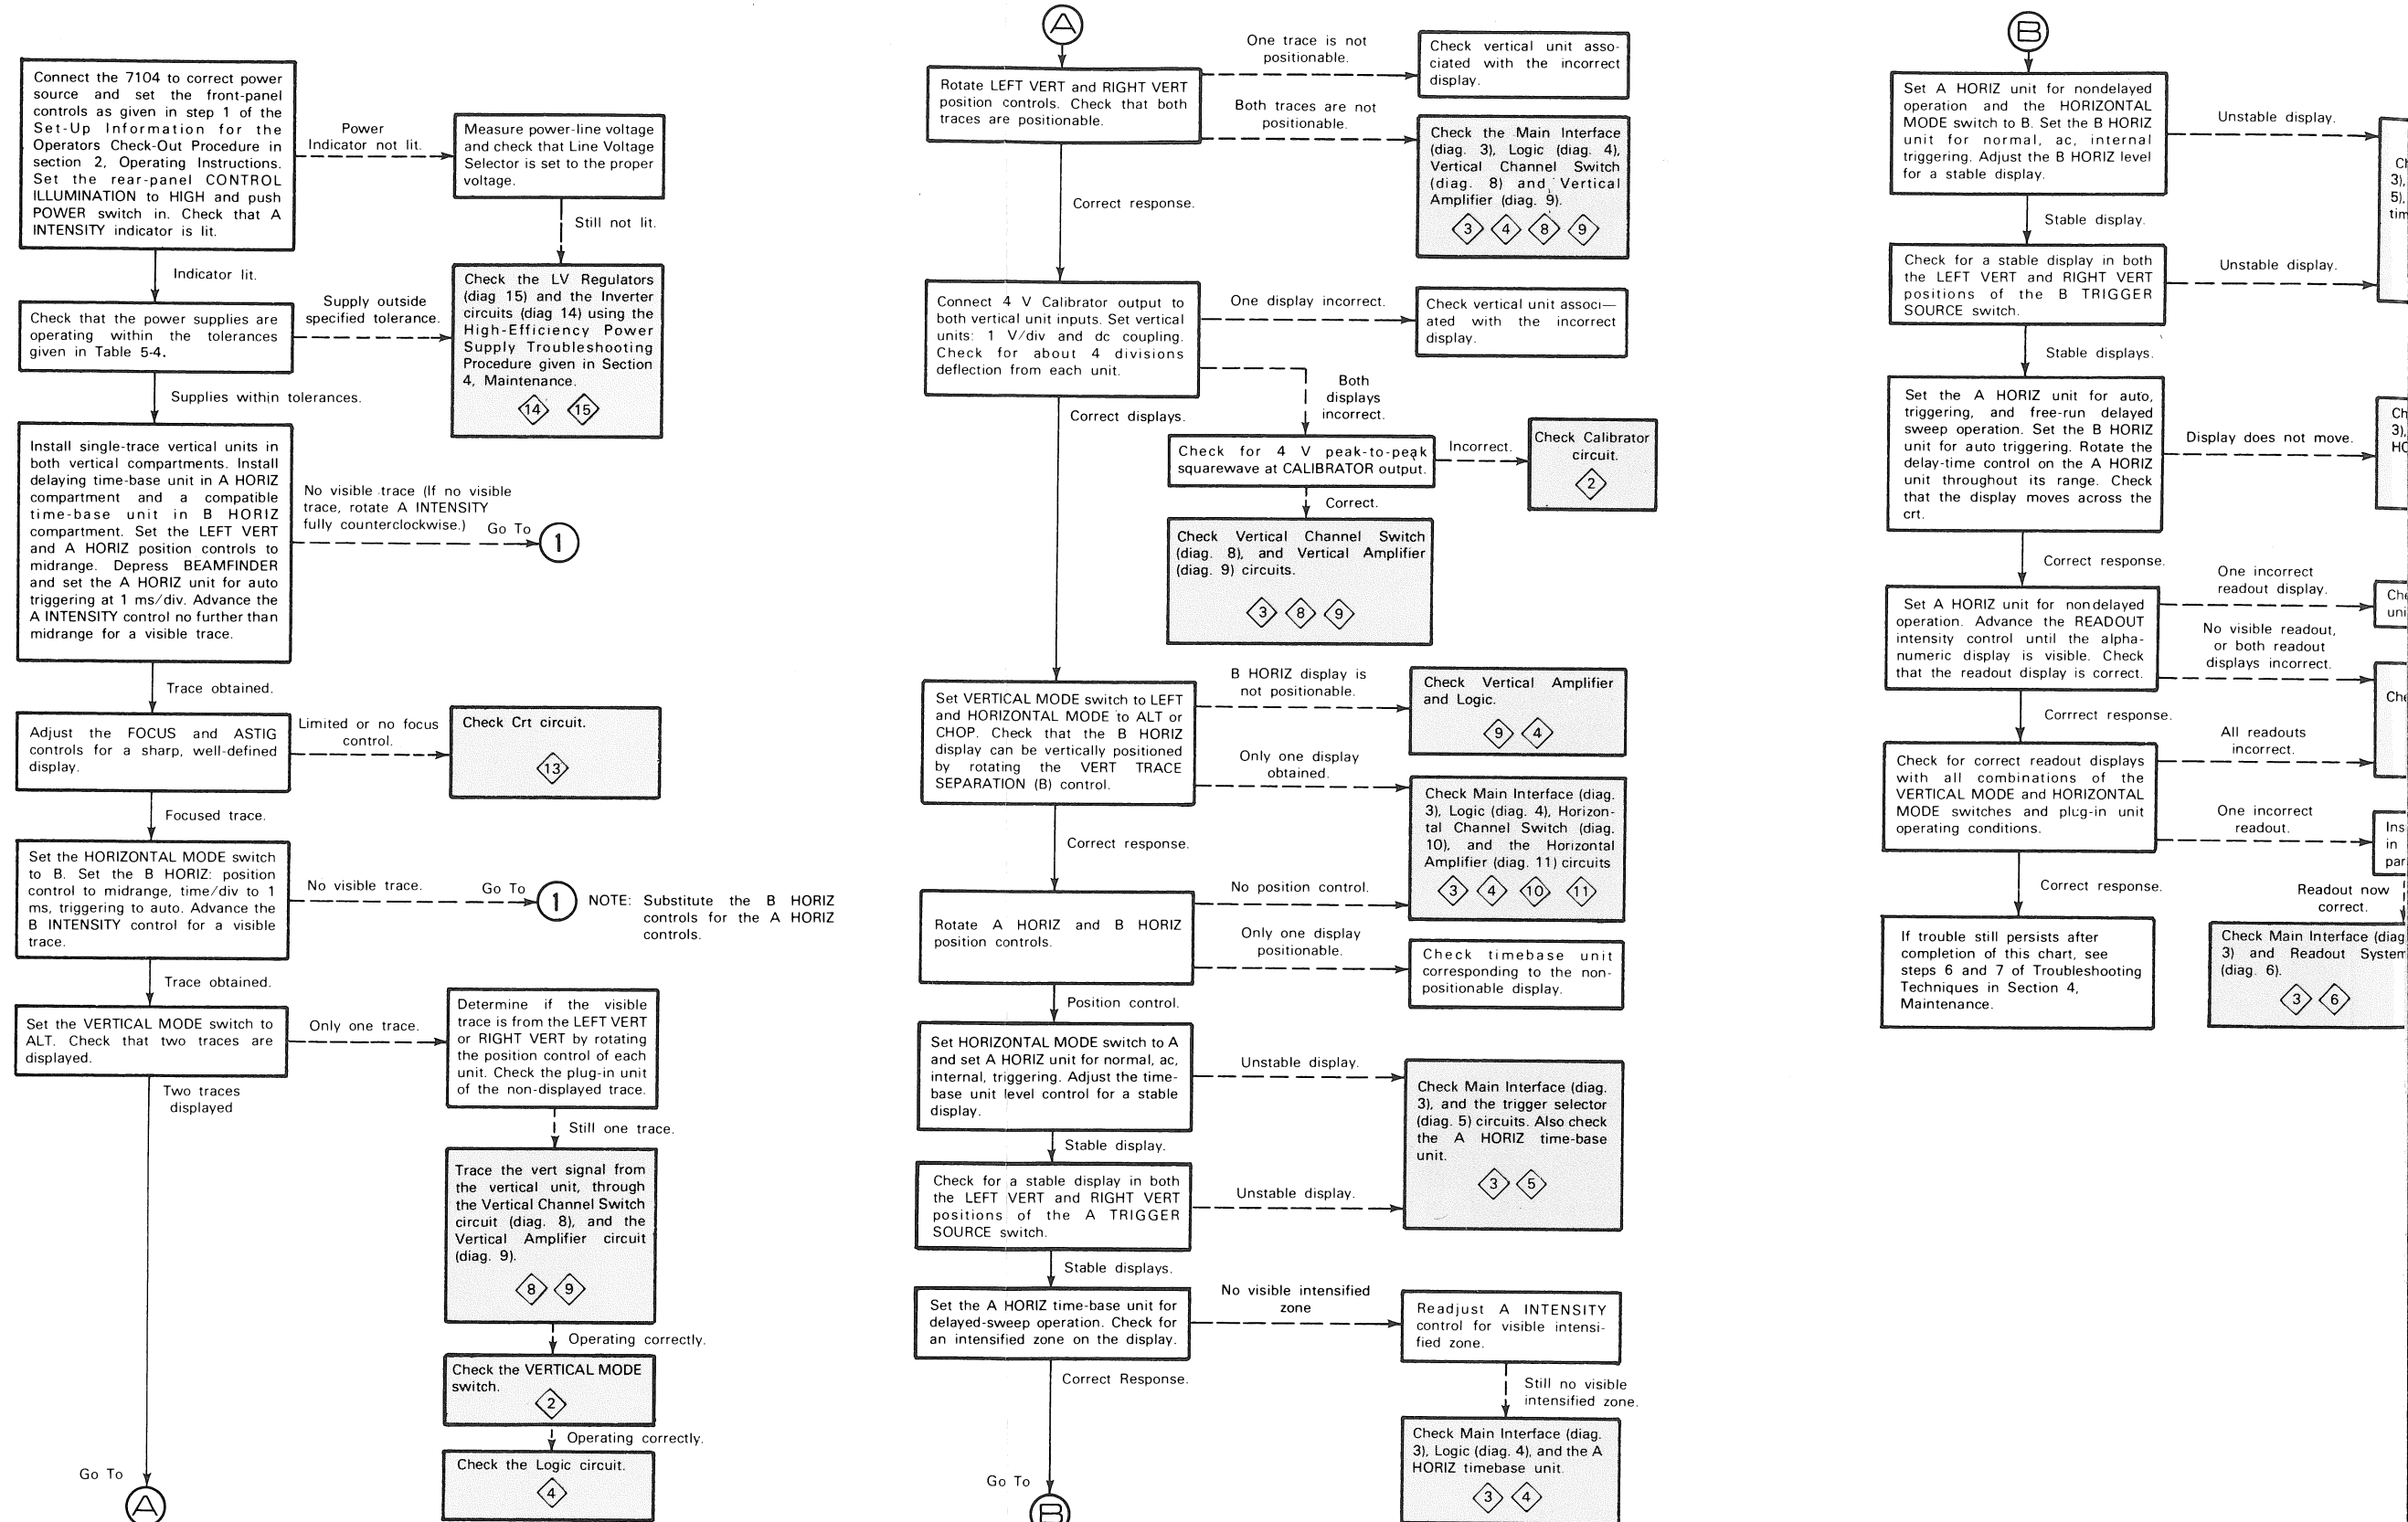 Connect the 7104 to correct power
source and set the front-panel
controls as given in step 1 of the
Set-Up Information for the
Operators Check-Out Procedure in
section 2, Operating Instructions.
Set the rear-panel CONTROL
ILLUMINATION to HIGH and push
POWER switch in. Check that A
INTENSITY indicator is lit.
Power
Indicator not lit.
Measure power-line voltage
and check that Line Voltage
Selector is set to the proper
voltage.
Still not lit.
Indicator lit.
Check that the power supplies are
operating within the tolerances
given in Table 5-4.
Supply outside
specified tolerance.
Check the LV Regulators
(diag 15) and the Inverter
circuits (diag 14) using the
High-Efficiency Power
Supply Troubleshooting
Procedure given in Section
4, Maintenance.
14 15
Supplies within tolerances.
Install single-trace vertical units in
both vertical compartments. Install
delaying time-base unit in A HORIZ
compartment and a compatible
time-base unit in B HORIZ
compartment. Set the LEFT VERT
and A HORIZ position controls to
midrange. Depress BEAMFINDER
and set the A HORIZ unit for auto
triggering at 1 ms/div. Advance the
A INTENSITY control no further than
midrange for a visible trace.
No visible trace (If no visible
trace, rotate A INTENSITY
fully counterclockwise.) Go To
1
Trace obtained.
Adjust the FOCUS and ASTIG
controls for a sharp, well-defined
display.
Limited or no focus
control.
Check Crt circuit.
13
Focused trace.
Set the HORIZONTAL MODE switch
to B. Set the B HORIZ: position
control to midrange, time/div to 1
ms, triggering to auto. Advance the
B INTENSITY control for a visible
trace.
No visible trace. Go To
1
NOTE: Substitute the B HORIZ
controls for the A HORIZ
controls.
Trace obtained.
Set the VERTICAL MODE switch to
ALT. Check that two traces are
displayed.
Only one trace.
Determine if the visible
trace is from the LEFT VERT
or RIGHT VERT by rotating
the position control of each
unit. Check the plug-in unit
of the non-displayed trace.
Two traces
displayed
Still one trace.
Trace the vert signal from
the vertical unit, through
the Vertical Channel Switch
circuit (diag. 8), and the
Vertical Amplifier circuit
(diag. 9).
8 9
Operating correctly.
Check the VERTICAL MODE
switch.
2
Operating correctly.
Check the Logic circuit.
4
Go To
A
A
Rotate LEFT VERT and RIGHT VERT
position controls. Check that both
traces are positionable.
One trace is not
positionable.
Check vertical unit asso-
ciated with the incorrect
display.
Both traces are not
positionable.
Check the Main Interface
(diag. 3), Logic (diag. 4),
Vertical Channel Switch
(diag. 8) and Vertical
Amplifier (diag. 9).
3 4 8 9
Correct response.
Connect 4 V Calibrator output to
both vertical unit inputs. Set vertical
units: 1 V/div and dc coupling.
Check for about 4 divisions
deflection from each unit.
One display incorrect.
Check vertical unit associ—
ated with the incorrect
display.
Both
displays
incorrect.
Correct displays.
Check for 4 V peak-to-peak
squarewave at CALIBRATOR output.
Incorrect.
Check Calibrator
circuit.
2
Correct.
Check Vertical Channel Switch
(diag. 8), and Vertical Amplifier
(diag. 9) circuits.
3 8 9
Set VERTICAL MODE switch to LEFT
and HORIZONTAL MODE to ALT or
CHOP. Check that the B HORIZ
display can be vertically positioned
by rotating the VERT TRACE
SEPARATION (B) control.
B HORIZ display is
not positionable.
Check Vertical Amplifier
and Logic.
9 4
Only one display
obtained.
Check Main Interface (diag.
3), Logic (diag. 4), Horizon-
tal Channel Switch (diag.
10), and the Horizontal
Amplifier (diag. 11) circuits
3 4 10 11
Correct response.
Rotate A HORIZ and B HORIZ
position controls.
No position control.
Only one display
positionable.
Check timebase unit
corresponding to the non-
positionable display.
Position control.
Set HORIZONTAL MODE switch to A
and set A HORIZ unit for normal, ac,
internal, triggering. Adjust the time-
base unit level control for a stable
display.
Unstable display.
Check Main Interface (diag.
3), and the trigger selector
(diag. 5) circuits. Also check
the A HORIZ time-base
unit.
3 5
Stable display.
Check for a stable display in both
the LEFT VERT and RIGHT VERT
positions of the A TRIGGER
SOURCE switch.
Unstable display.
Stable displays.
Set the A HORIZ time-base unit for
delayed-sweep operation. Check for
an intensified zone on the display.
No visible intensified
zone
Readjust A INTENSITY
control for visible intensi-
fied zone.
Correct Response.
Still no visible
intensified zone.
Check Main Interface (diag.
3), Logic (diag. 4), and the A
HORIZ timebase unit.
3 4
Go To
B
B
Set A HORIZ unit for nondelayed
operation and the HORIZONTAL
MODE switch to B. Set the B HORIZ
unit for normal, ac, internal
triggering. Adjust the B HORIZ level
for a stable display.
Unstable display.
3),
5),
Stable display.
Check for a stable display in both
the LEFT VERT and RIGHT VERT
positions of the B TRIGGER
SOURCE switch.
Unstable display.
Stable displays.
Set the A HORIZ unit for auto,
triggering, and free-run delayed
sweep operation. Set the B HORIZ
unit for auto triggering. Rotate the
delay-time control on the A HORIZ
unit throughout its range. Check
that the display moves across the
crt.
Display does not move.
3),
Correct response.
Set A HORIZ unit for nondelayed
operation. Advance the READOUT
intensity control until the alpha-
numeric display is visible. Check
that the readout display is correct.
One incorrect
readout display.
No visible readout,
or both readout
displays incorrect.
Corrrect response.
Check for correct readout displays
with all combinations of the
VERTICAL MODE and HORIZONTAL
MODE switches and plug-in unit
operating conditions.
All readouts
incorrect.
One incorrect
readout.
in
Correct response.
Readout now
correct.
If trouble still persists after
completion of this chart, see
steps 6 and 7 of Troubleshooting
Techniques in Section 4,
Maintenance.
Check Main Interface (diag
3) and Readout System
(diag. 6).
3 6